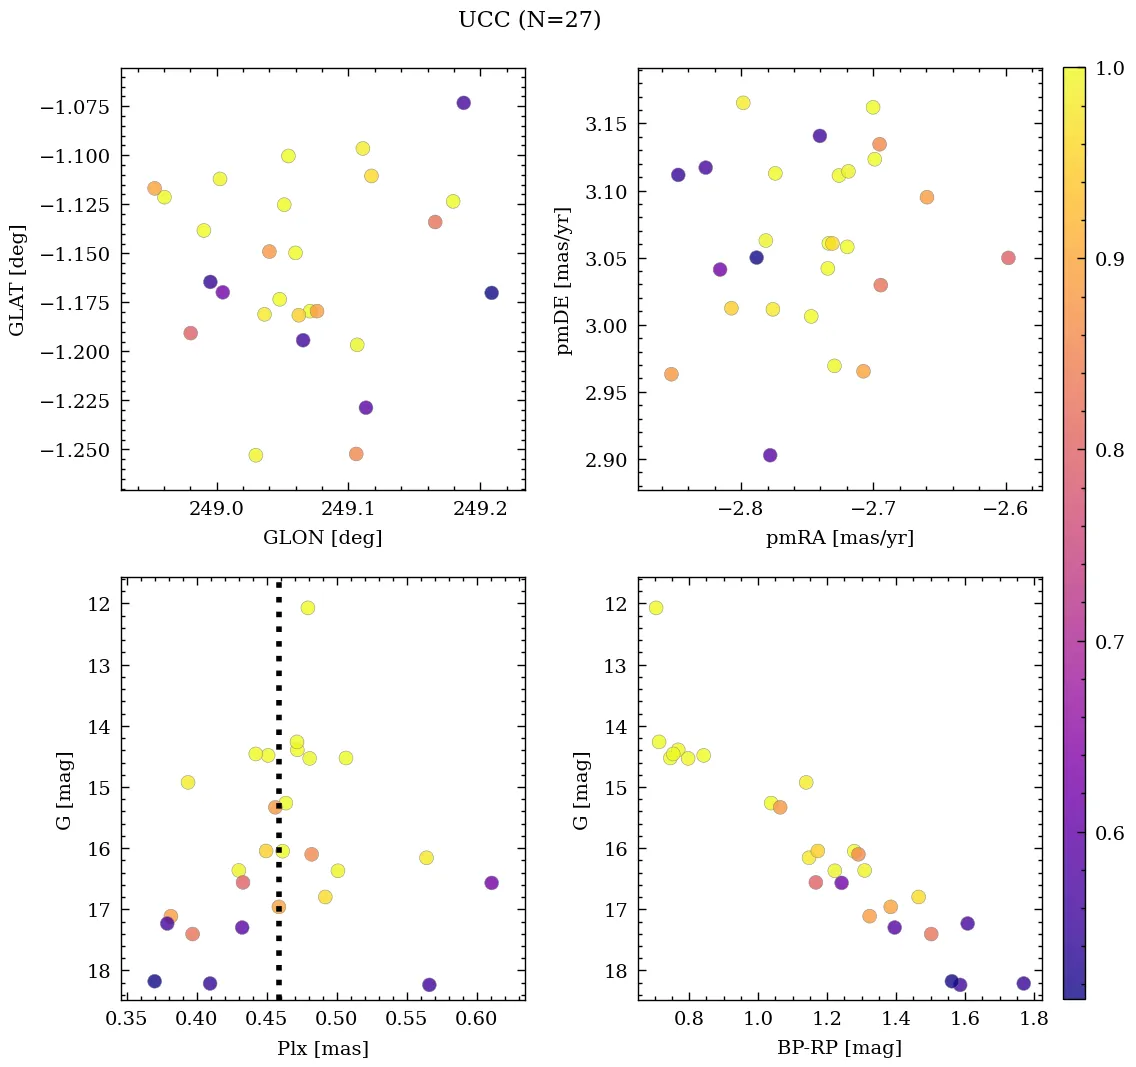 UCC (N=27)
−1.075
−1.100
−1.125
−1.150
−1.175
−1.200
−1.225
−1.250
GLAT [deg]
249.0 249.1 249.2
GLON [deg]
3.15
3.10
3.05
3.00
2.95
2.90
pmDE [mas/yr]
−2.8 −2.7 −2.6
pmRA [mas/yr]
1.0
0.9
0.8
0.7
0.6
12
13
14
15
16
17
18
G [mag]
0.35 0.40 0.45 0.50 0.55 0.60
Plx [mas]
12
13
14
15
16
17
18
G [mag]
0.8 1.0 1.2 1.4 1.6 1.8
BP-RP [mag]